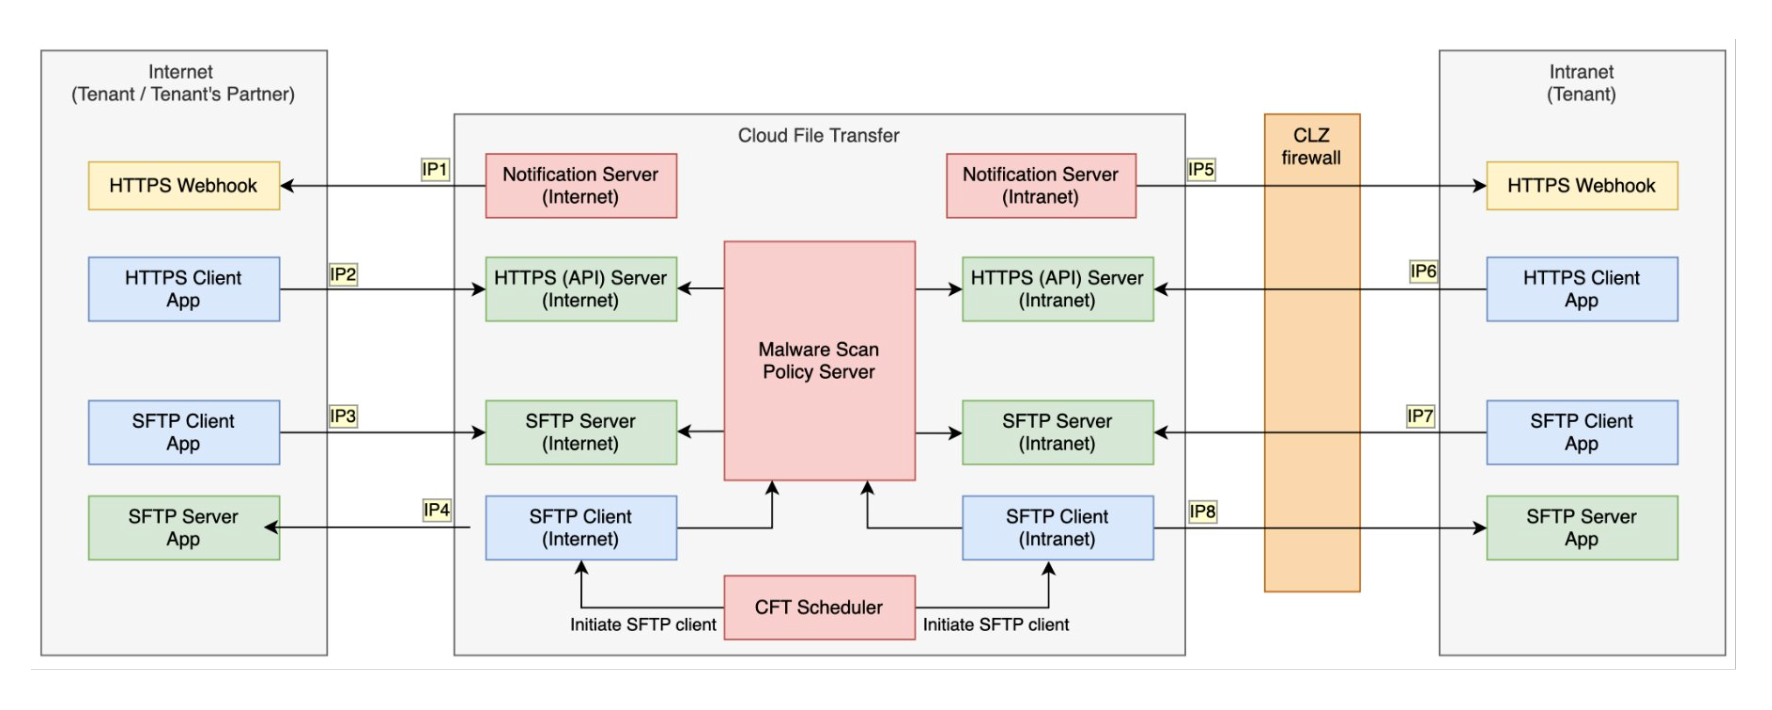 Internet
(Tenant / Tenant's Partner)
Intranet
(Tenant)
Cloud File Transfer
CLZ
firewall
HTTPS Webhook
IP1
Notification Server
(Internet)
Notification Server
(Intranet)
IP5
HTTPS Webhook
HTTPS Client
App
IP2
HTTPS (API) Server
(Internet)
HTTPS (API) Server
(Intranet)
IP6
HTTPS Client
App
Malware Scan
Policy Server
SFTP Client
App
IP3
SFTP Server
(Internet)
SFTP Server
(Intranet)
IP7
SFTP Client
App
SFTP Server
App
IP4
SFTP Client
(Internet)
SFTP Client
(Intranet)
IP8
SFTP Server
App
Initiate SFTP client
CFT Scheduler
Initiate SFTP client